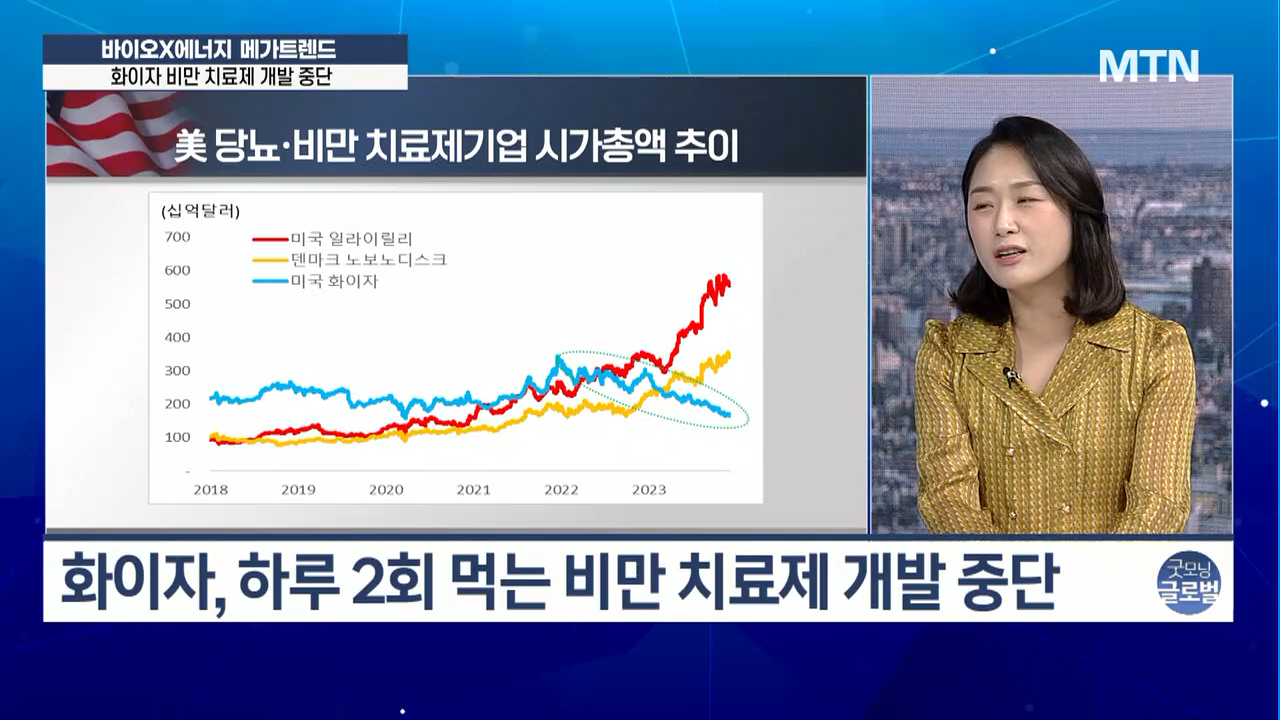 바이오X에너지 메가트렌드
화이자 비만 치료제 개발 중단
MTN
美 당뇨·비만 치료제기업 시가총액 추이
(십억달러)
700
600
500
400
300
200
100
-
미국 일라이릴리
덴마크 노보노디스크
미국 화이자
2018 2019 2020 2021 2022 2023
화이자, 하루 2회 먹는 비만 치료제 개발 중단
굿모닝
글로벌